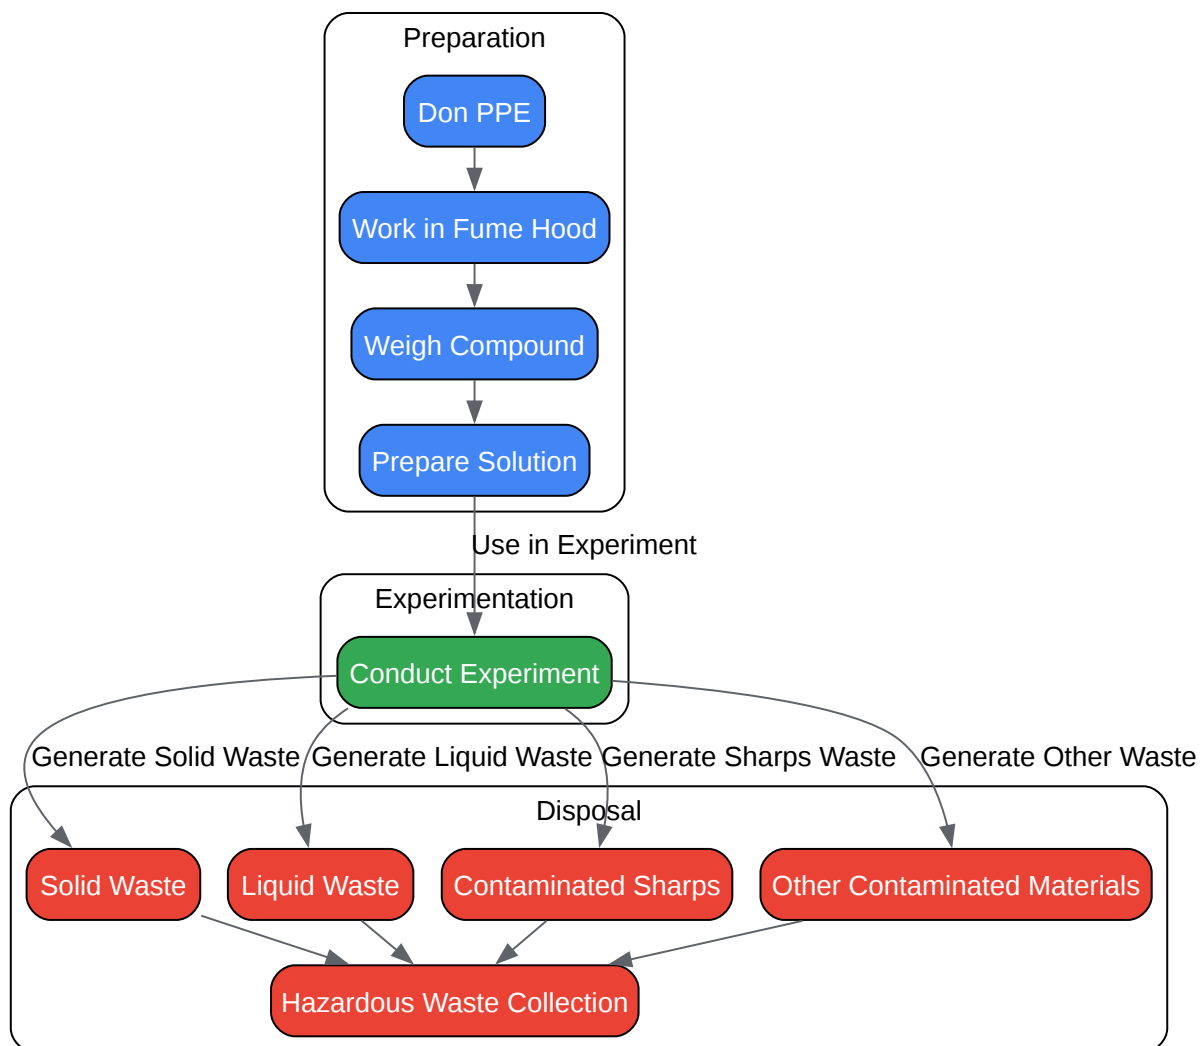 Preparation
Don PPE
Work in Fume Hood
Weigh Compound
Prepare Solution
Use in Experiment
Experimentation
Conduct Experiment
Generate Solid Waste
Generate Liquid Waste
Generate Sharps Waste
Generate Other Waste
Disposal
Solid Waste
Liquid Waste
Contaminated Sharps
Other Contaminated Materials
Hazardous Waste Collection